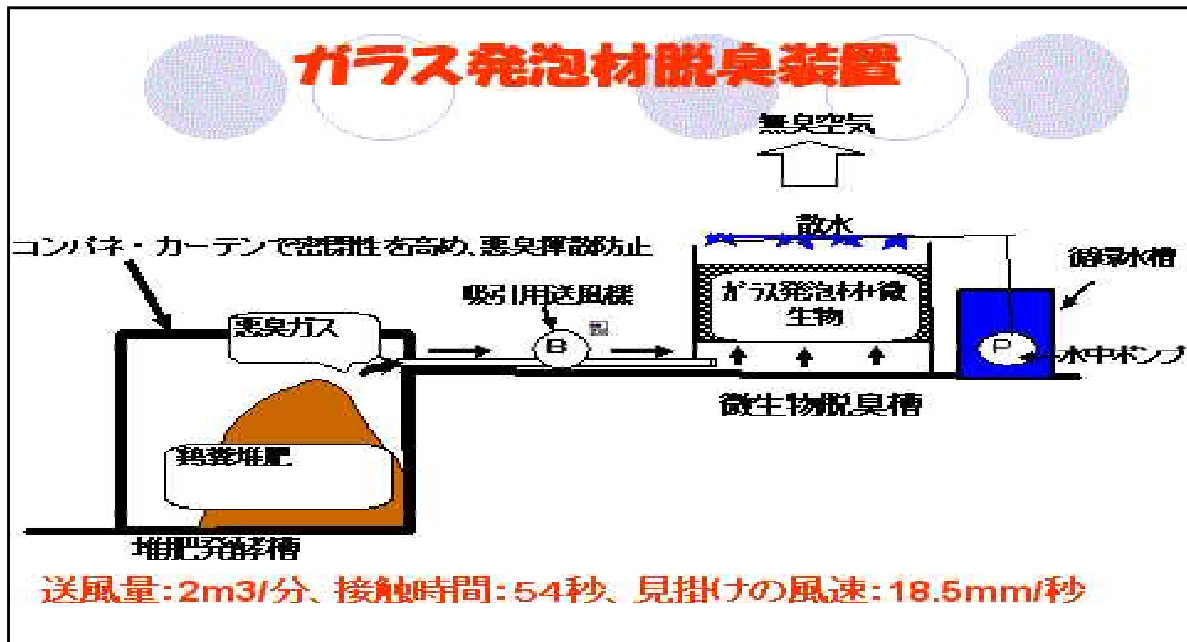 ガラス発泡材脱臭装置
無臭空気
散水
コンパネ・カーテンで密閉性を高め、悪臭揮散防止
循環水槽
吸引用送風機
ガラス発泡材+微
生物
悪臭ガス
B
P
水中ポンプ
微生物脱臭槽
鶏糞堆肥
堆肥発酵槽
送風量:2m3/分、接触時間:54秒、見掛けの風速:18.5mm/秒